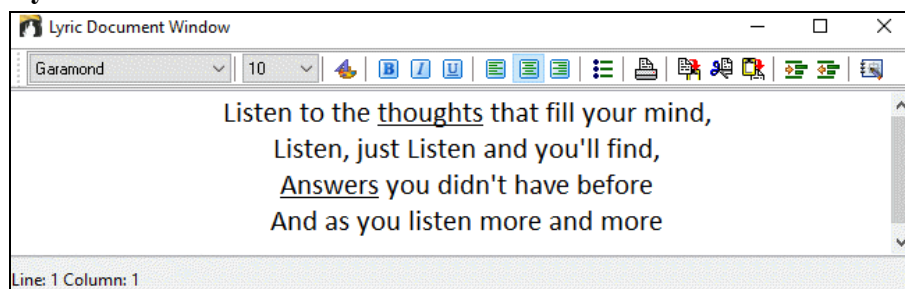 Lyric Document Window
Garamond 10 B I U
Listen to the thoughts that fill your mind,
Listen, just Listen and you'll find,
Answers you didn't have before
And as you listen more and more
Line: 1 Column: 1